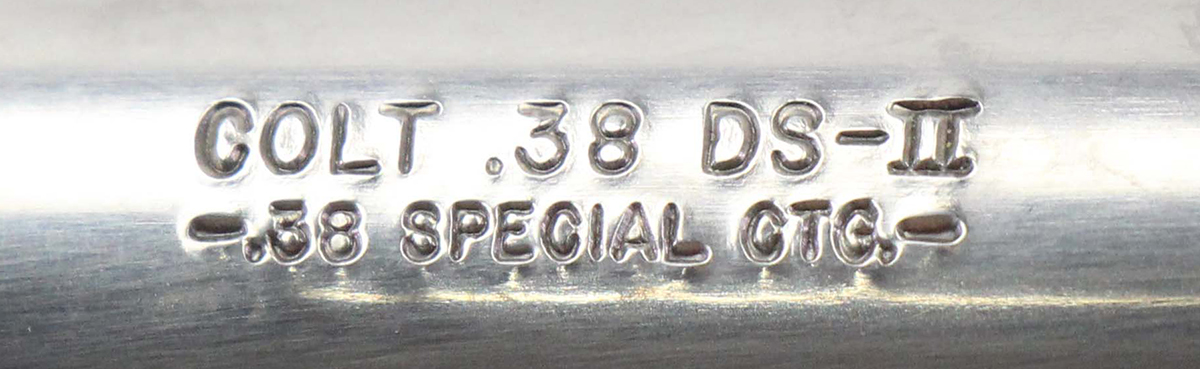 COLT .38 DS-II
-.38 SPECIAL CTG.-